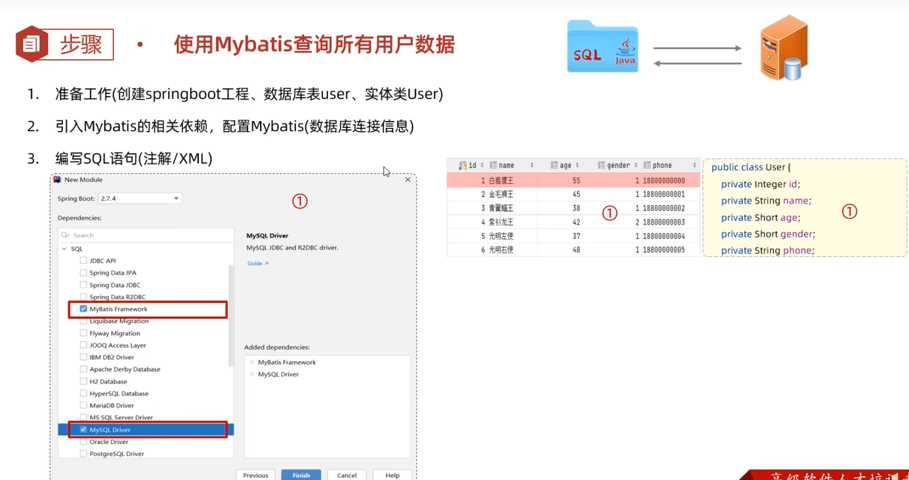 步骤 • 使用Mybatis查询所有用户数据
SQL
Java
1. 准备工作(创建springboot工程、数据库表user、实体类User)
2. 引入Mybatis的相关依赖，配置Mybatis(数据库连接信息)
3. 编写SQL语句(注解/XML)
New Module
Spring Boot: 2.7.4
①
Dependencies:
Search
SQL
JDBC API
Spring Data JPA
Spring Data JDBC
Spring Data R2DBC
MyBatis Framework
Liquibase Migration
Flyway Migration
JOOQ Access Layer
IBM DB2 Driver
Apache Derby Database
H2 Database
HyperSQL Database
MariaDB Driver
MS SQL Server Driver
MySQL Driver
Oracle Driver
PostgreSQL Driver
MySQL Driver
MySQL JDBC and R2DBC driver.
Guide
Added dependencies:
MyBatis Framework
MySQL Driver
Previous Finish Cancel Help
id name age gender phone
1 白眉鹰王 55 1 18800000000
2 金毛狮王 45 1 18800000001
3 青翼蝠王 38 1 18800000002
4 紫衫龙王 42 2 18800000003
5 光明左使 37 1 18800000004
6 光明右使 48 1 18800000005
①
public class User {
private Integer id;
private String name;
private Short age;
private Short gender;
private String phone;
①
高级软件人才培训